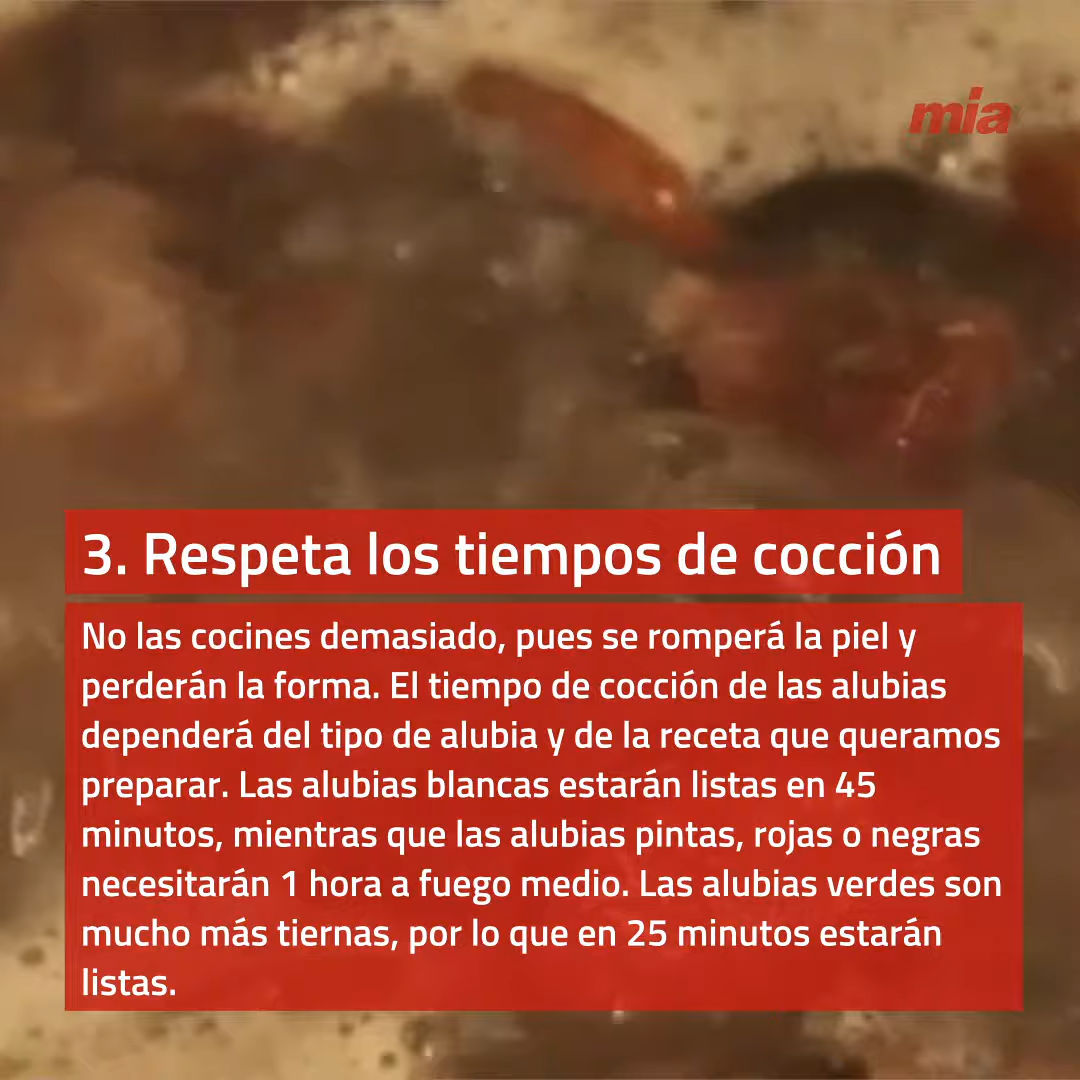 mia
3. Respeta los tiempos de cocción
No las cocines demasiado, pues se romperá la piel y
perderán la forma. El tiempo de cocción de las alubias
dependerá del tipo de alubia y de la receta que queramos
preparar. Las alubias blancas estarán listas en 45
minutos, mientras que las alubias pintas, rojas o negras
necesitarán 1 hora a fuego medio. Las alubias verdes son
mucho más tiernas, por lo que en 25 minutos estarán
listas.